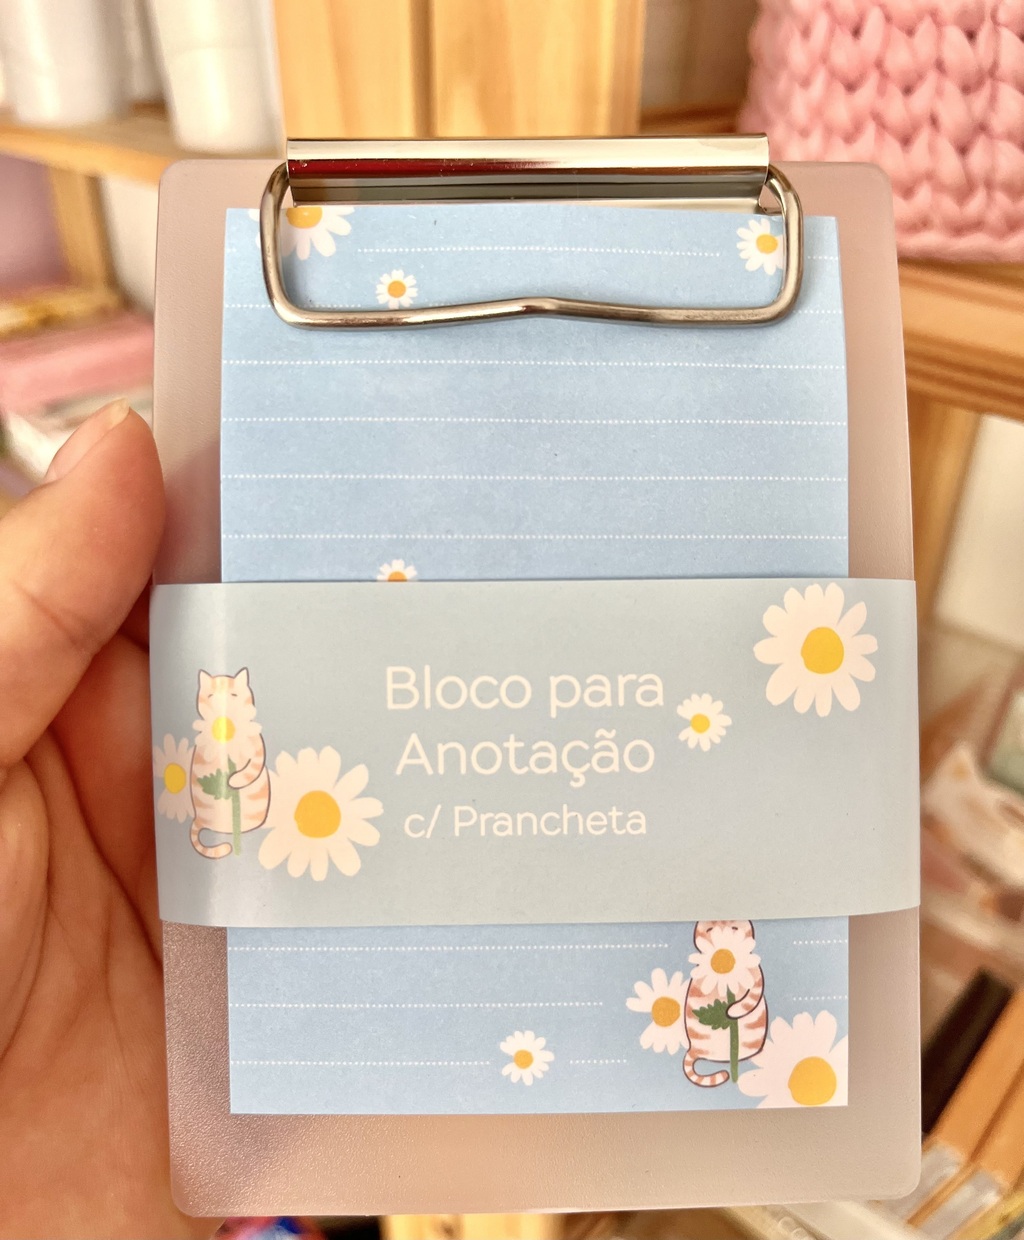 Bloco para
Anotação
c/ Prancheta